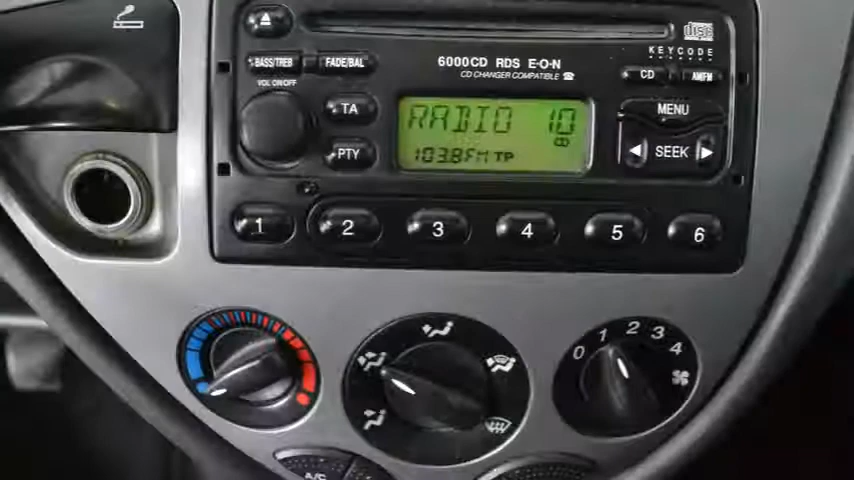 disc
6000CD RDS E·O·N
CD CHANGER COMPATIBLE
KEYCODE
BASS/TREB FADE/BAL
VOL ON/OFF
CD AM/FM
TA
PTY
RADIO 10
103.8FM TP
MENU
SEEK
1 2 3 4 5 6
0 1 2 3 4
A/C